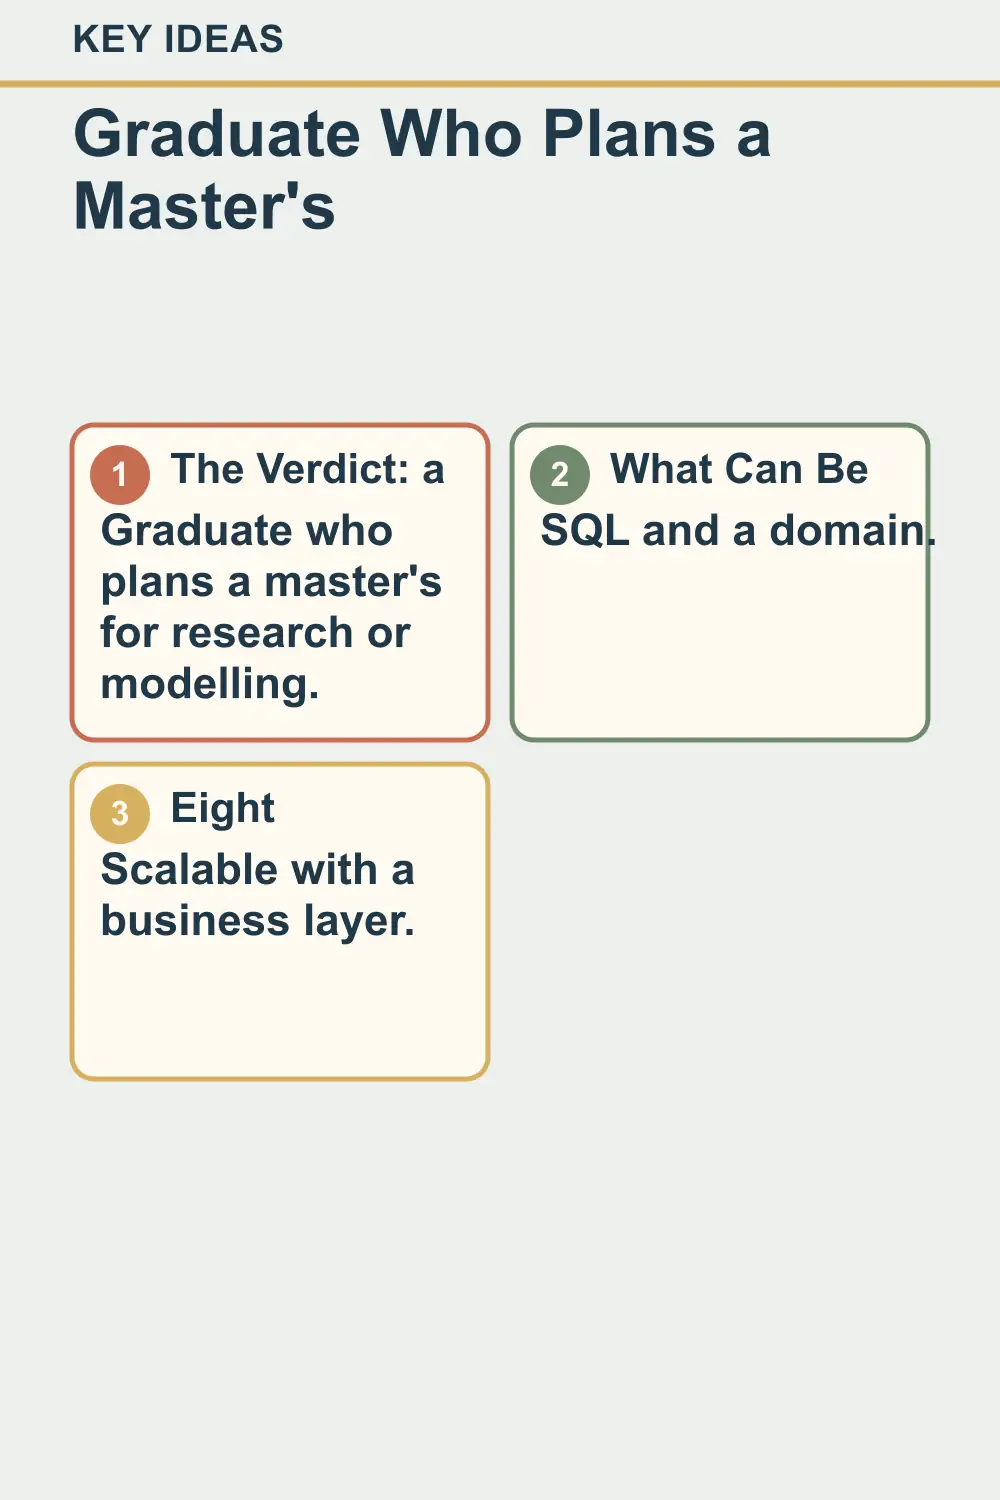 KEY IDEAS
Graduate Who Plans a
Master's
1 The Verdict: a
Graduate who
plans a master's
for research or
modelling.
2 What Can Be
SQL and a domain.
3 Eight
Scalable with a
business layer.